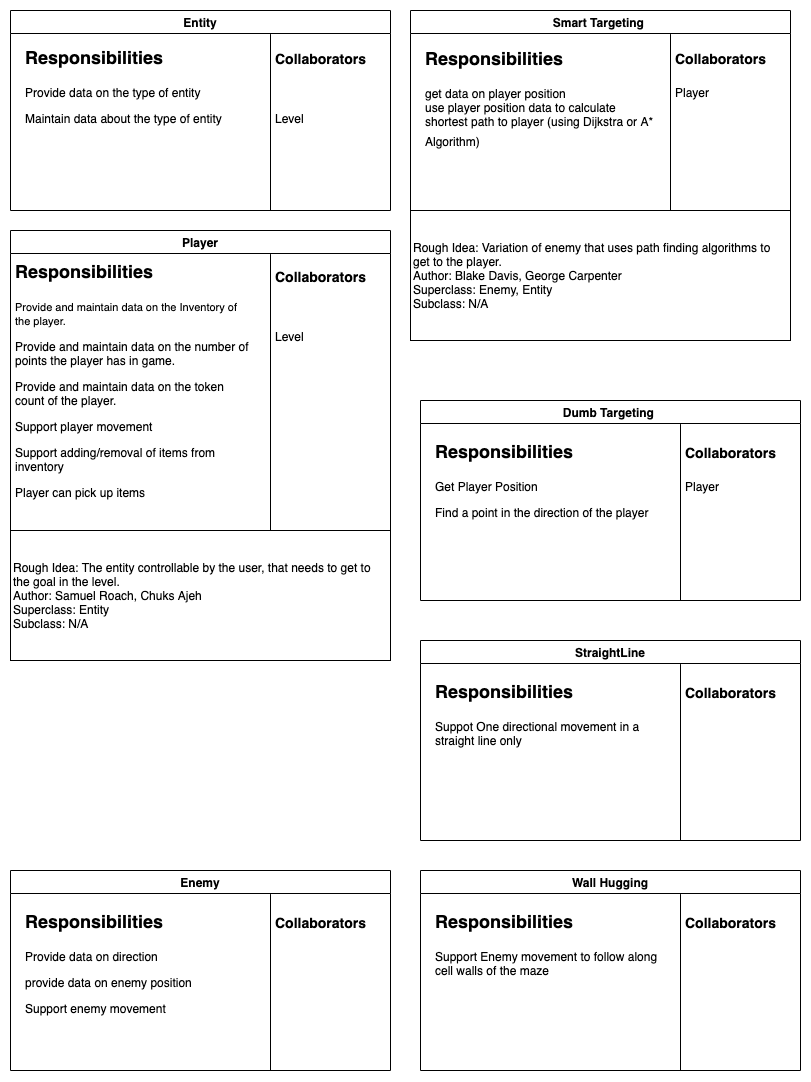 Entity
Responsibilities
Collaborators
Provide data on the type of entity
Maintain data about the type of entity
Level
Smart Targeting
Responsibilities
Collaborators
get data on player position
use player position data to calculate
shortest path to player (using Dijkstra or A*
Algorithm)
Player
Rough Idea: Variation of enemy that uses path finding algorithms to
get to the player.
Author: Blake Davis, George Carpenter
Superclass: Enemy, Entity
Subclass: N/A
Player
Responsibilities
Collaborators
Provide and maintain data on the Inventory of
the player.
Provide and maintain data on the number of
points the player has in game.
Provide and maintain data on the token
count of the player.
Support player movement
Support adding/removal of items from
inventory
Player can pick up items
Level
Rough Idea: The entity controllable by the user, that needs to get to
the goal in the level.
Author: Samuel Roach, Chuks Ajeh
Superclass: Entity
Subclass: N/A
Dumb Targeting
Responsibilities
Collaborators
Get Player Position
Find a point in the direction of the player
Player
StraightLine
Responsibilities
Collaborators
Suppot One directional movement in a
straight line only
Enemy
Responsibilities
Collaborators
Provide data on direction
provide data on enemy position
Support enemy movement
Wall Hugging
Responsibilities
Collaborators
Support Enemy movement to follow along
cell walls of the maze